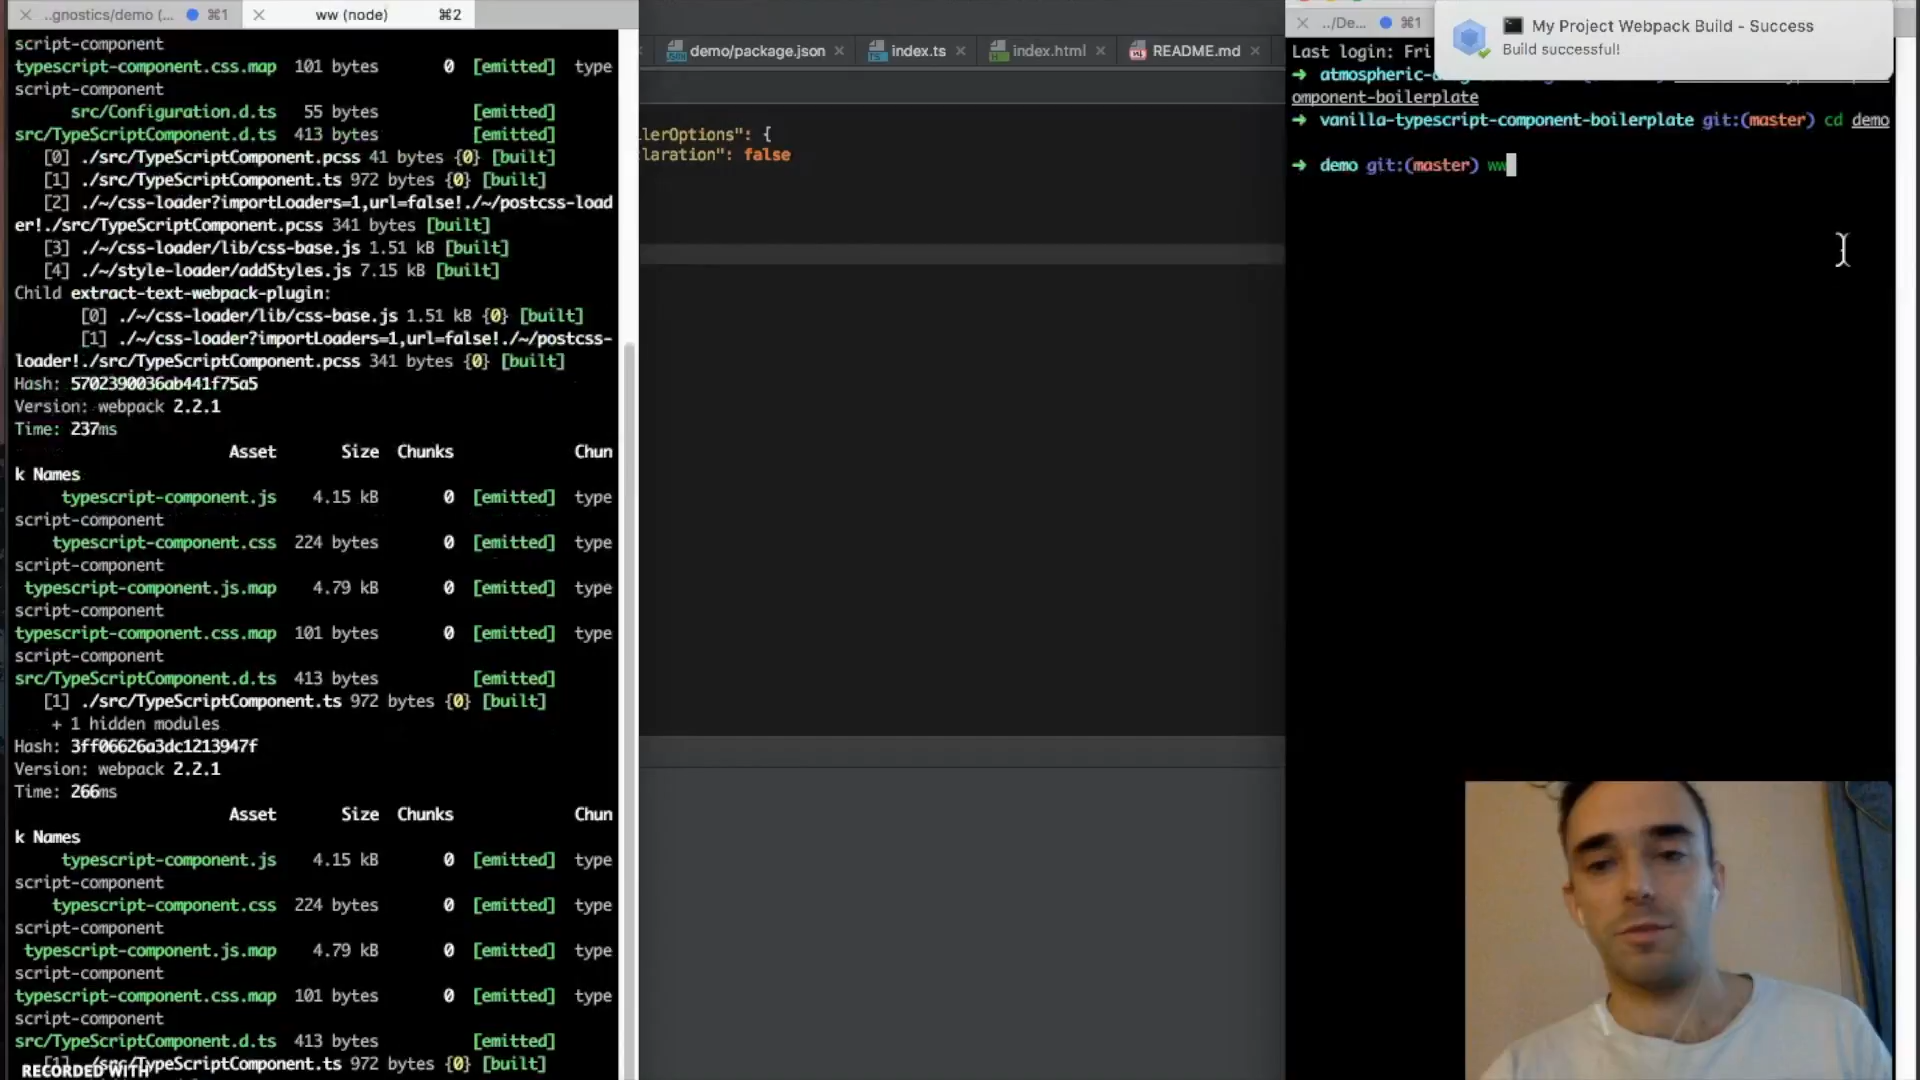 ..gnostics/demo (... ⌘1
ww (node) ⌘2
script-component
typescript-component.css.map 101 bytes 0 [emitted] type
script-component
src/Configuration.d.ts 55 bytes [emitted]
src/TypeScriptComponent.d.ts 413 bytes [emitted]
[0] ./src/TypeScriptComponent.pcss 41 bytes {0} [built]
[1] ./src/TypeScriptComponent.ts 972 bytes {0} [built]
[2] ./~/css-loader?importLoaders=1,url=false!./~/postcss-load
er!./src/TypeScriptComponent.pcss 341 bytes [built]
[3] ./~/css-loader/lib/css-base.js 1.51 kB [built]
[4] ./~/style-loader/addStyles.js 7.15 kB [built]
Child extract-text-webpack-plugin:
[0] ./~/css-loader/lib/css-base.js 1.51 kB {0} [built]
[1] ./~/css-loader?importLoaders=1,url=false!./~/postcss-
loader!./src/TypeScriptComponent.pcss 341 bytes {0} [built]
Hash: 5702390036ab441f75a5
Version: webpack 2.2.1
Time: 237ms
Asset Size Chunks Chun
k Names
typescript-component.js 4.15 kB 0 [emitted] type
script-component
typescript-component.css 224 bytes 0 [emitted] type
script-component
typescript-component.js.map 4.79 kB 0 [emitted] type
script-component
typescript-component.css.map 101 bytes 0 [emitted] type
script-component
src/TypeScriptComponent.d.ts 413 bytes [emitted]
[1] ./src/TypeScriptComponent.ts 972 bytes {0} [built]
+ 1 hidden modules
Hash: 3ff06626a3dc1213947f
Version: webpack 2.2.1
Time: 266ms
Asset Size Chunks Chun
k Names
typescript-component.js 4.15 kB 0 [emitted] type
script-component
typescript-component.css 224 bytes 0 [emitted] type
script-component
typescript-component.js.map 4.79 kB 0 [emitted] type
script-component
typescript-component.css.map 101 bytes 0 [emitted] type
script-component
src/TypeScriptComponent.d.ts 413 bytes [emitted]
[1] ./src/TypeScriptComponent.ts 972 bytes {0} [built]
RECORDED WITH
demo/package.json
index.ts
index.html
README.md
lerOptions": {
laration": false
../De... ⌘1
My Project Webpack Build - Success
Build successful!
Last login: Fri
→ atmospheric-
omponent-boilerplate
→ vanilla-typescript-component-boilerplate git:(master) cd demo
→ demo git:(master) ww